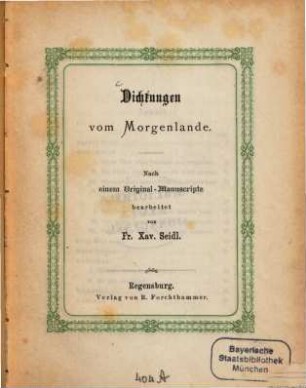 Dichtungen
vom Morgenlande.
Nach
einem Original-Manuscripte
bearbeitet
von
Fr. Xav. Seidl.
Regensburg.
Verlag von B. Forchthammer.
Bayerische
Staatsbibliothek
München